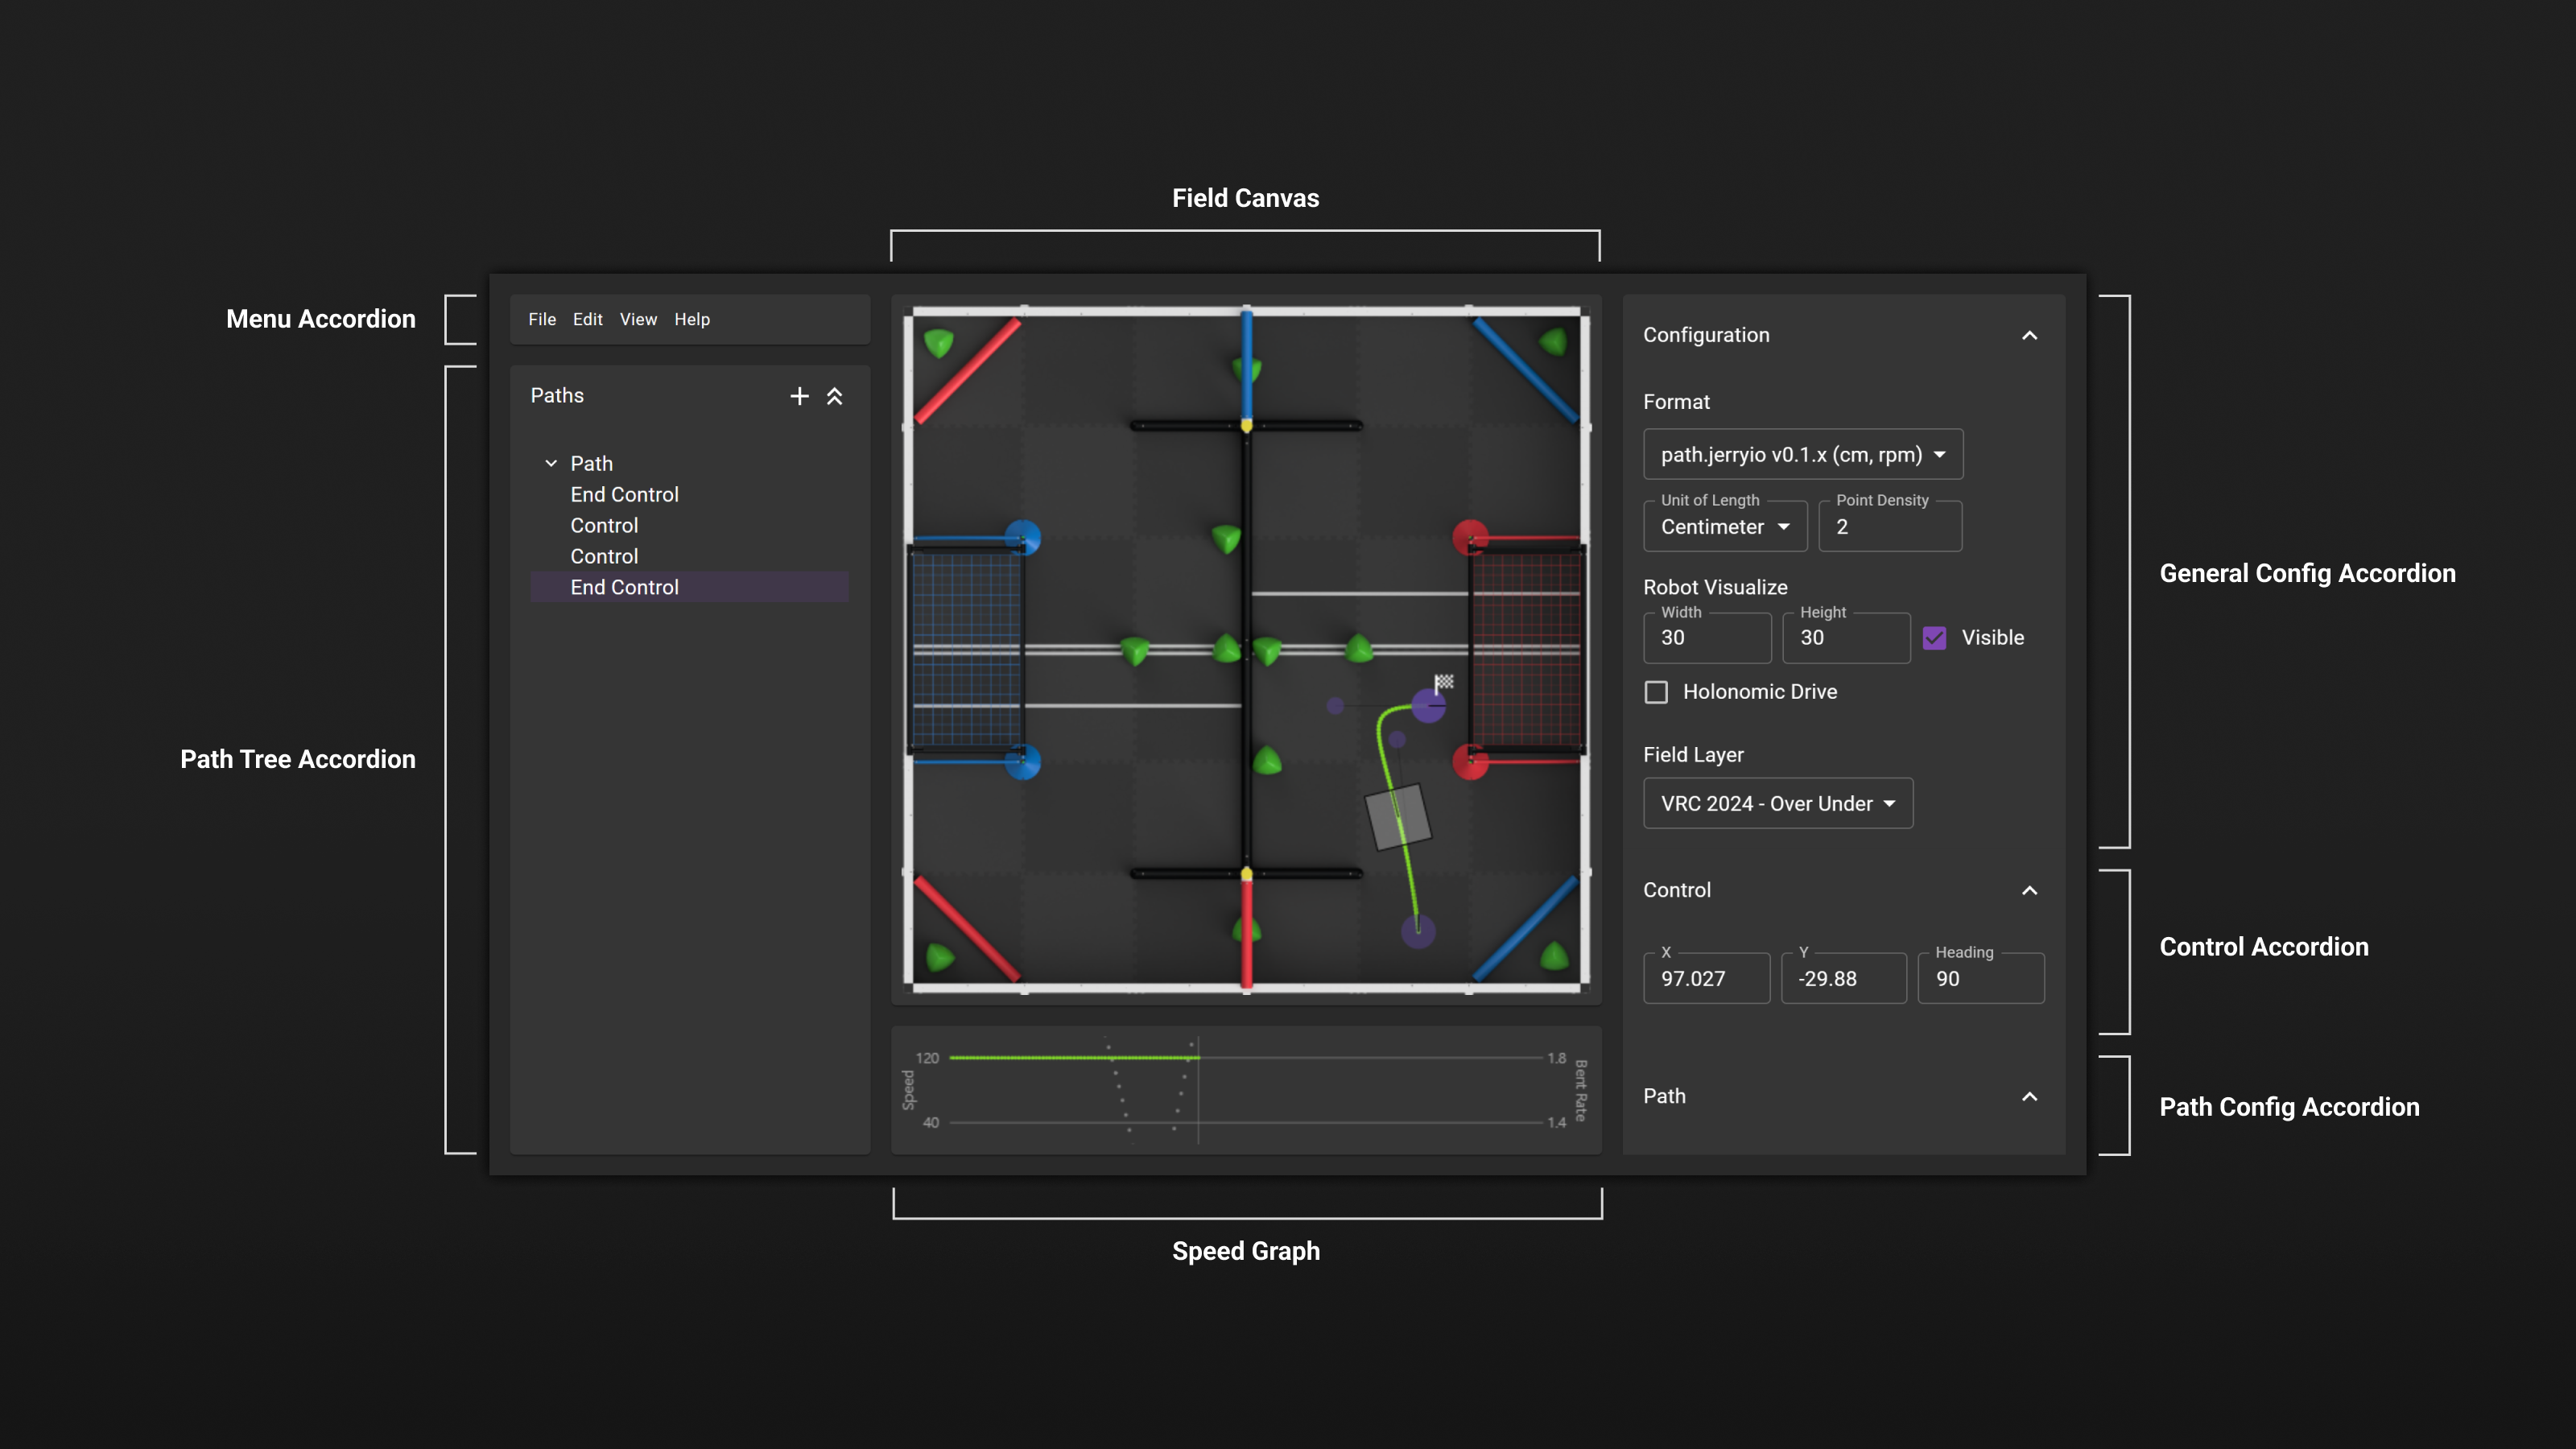 Field Canvas
Menu Accordion
File Edit View Help
Paths
Path
End Control
Control
Control
End Control
Path Tree Accordion
Configuration
Format
path.jerryio v0.1.x (cm, rpm)
Unit of Length
Centimeter
Point Density
2
Robot Visualize
Width
30
Height
30
Visible
Holonomic Drive
Field Layer
VRC 2024 - Over Under
General Config Accordion
Control
X
97.027
Y
-29.88
Heading
90
Control Accordion
Path
Path Config Accordion
Speed
120
40
1.8
1.4
Bent Rate
Speed Graph